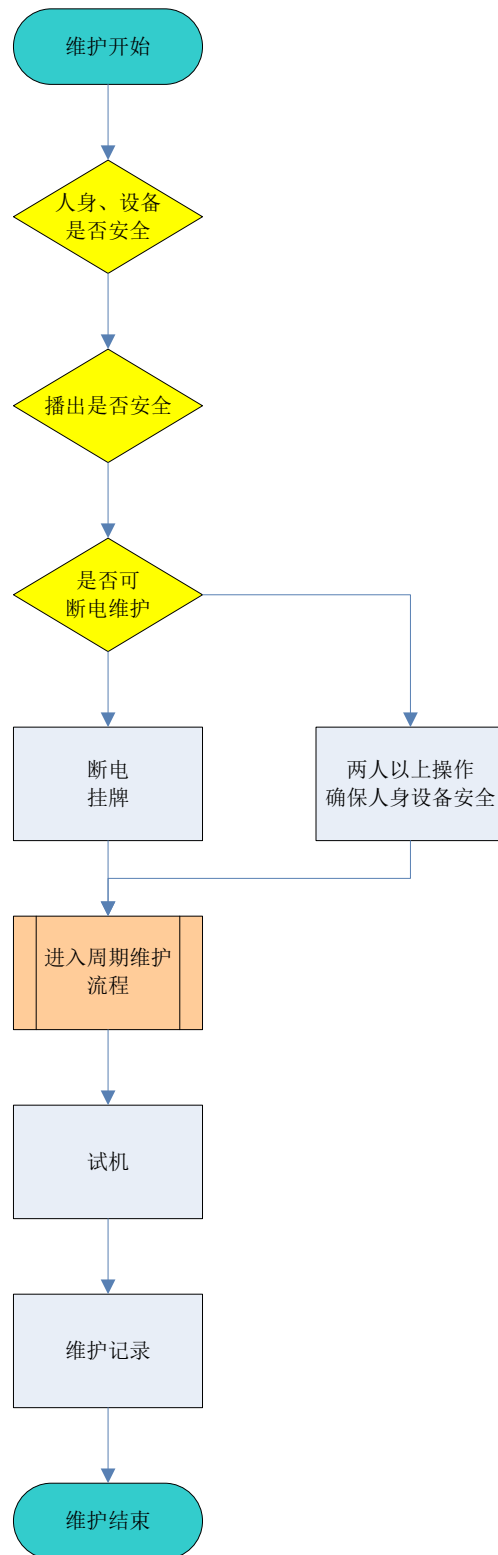 维护开始
人身、设备
是否安全
播出是否安全
是否可
断电维护
断电
挂牌
两人以上操作
确保人身设备安全
进入周期维护
流程
试机
维护记录
维护结束